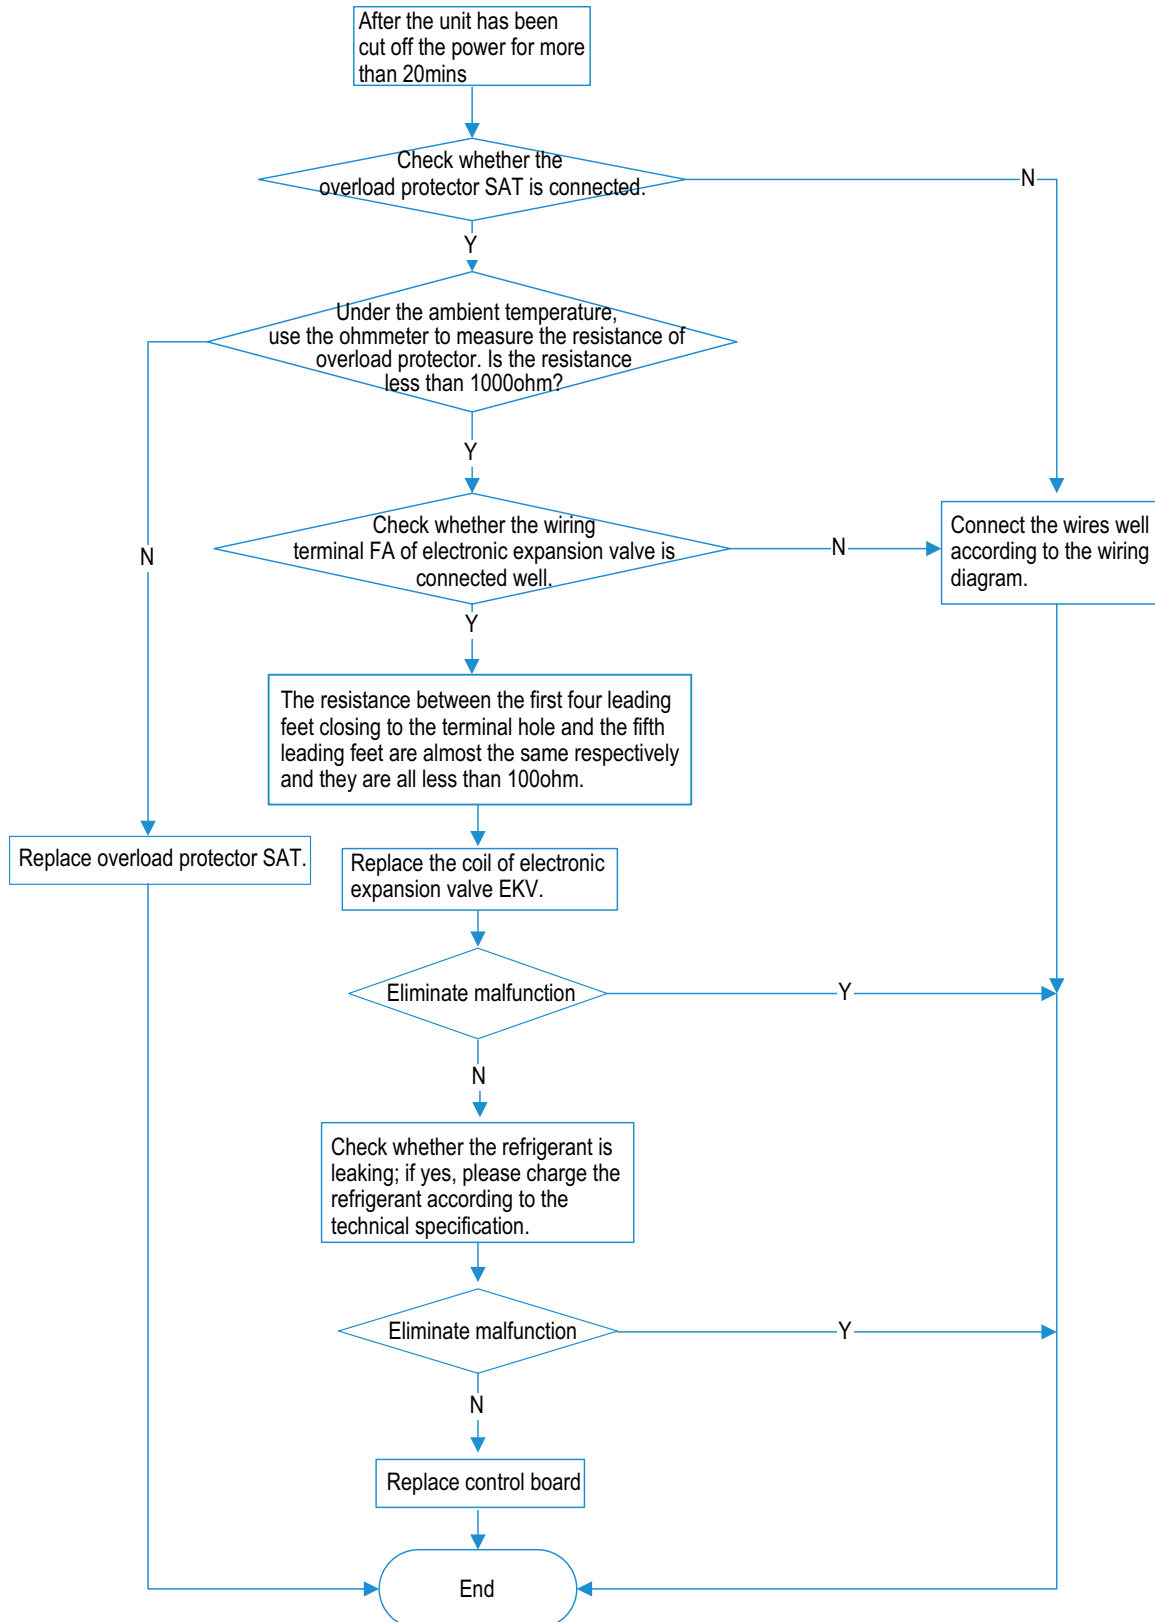 After the unit has been
cut off the power for more
than 20mins
Check whether the
overload protector SAT is connected.
N
Y
Under the ambient temperature,
use the ohmmeter to measure the resistance of
overload protector. Is the resistance
less than 1000ohm?
Y
N
Check whether the wiring
terminal FA of electronic expansion valve is
connected well.
N
Connect the wires well
according to the wiring
diagram.
Y
The resistance between the first four leading
feet closing to the terminal hole and the fifth
leading feet are almost the same respectively
and they are all less than 100ohm.
Replace overload protector SAT.
Replace the coil of electronic
expansion valve EKV.
Eliminate malfunction
Y
N
Check whether the refrigerant is
leaking; if yes, please charge the
refrigerant according to the
technical specification.
Eliminate malfunction
Y
N
Replace control board
End